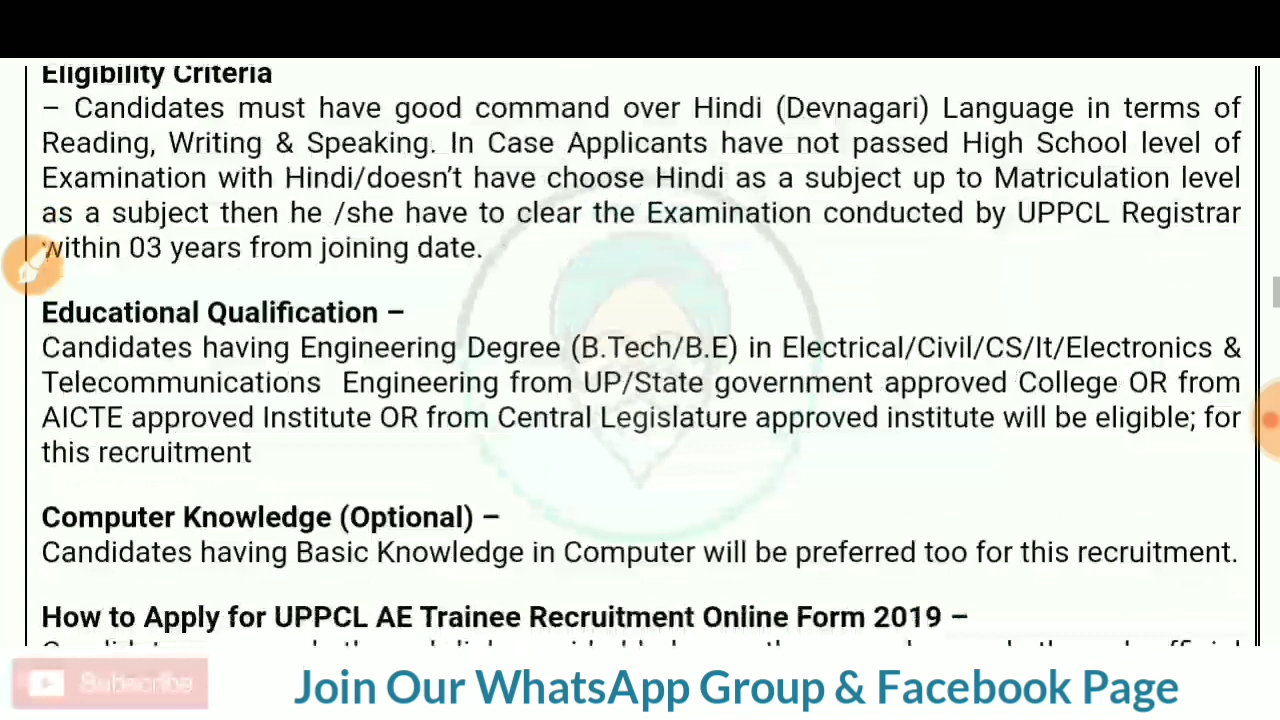 Eligibility Criteria
– Candidates must have good command over Hindi (Devnagari) Language in terms of
Reading, Writing & Speaking. In Case Applicants have not passed High School level of
Examination with Hindi/doesn't have choose Hindi as a subject up to Matriculation level
as a subject then he /she have to clear the Examination conducted by UPPCL Registrar
within 03 years from joining date.
Educational Qualification –
Candidates having Engineering Degree (B.Tech/B.E) in Electrical/Civil/CS/It/Electronics &
Telecommunications Engineering from UP/State government approved College OR from
AICTE approved Institute OR from Central Legislature approved institute will be eligible; for
this recruitment
Computer Knowledge (Optional) –
Candidates having Basic Knowledge in Computer will be preferred too for this recruitment.
How to Apply for UPPCL AE Trainee Recruitment Online Form 2019 –
Subscribe
Join Our WhatsApp Group & Facebook Page